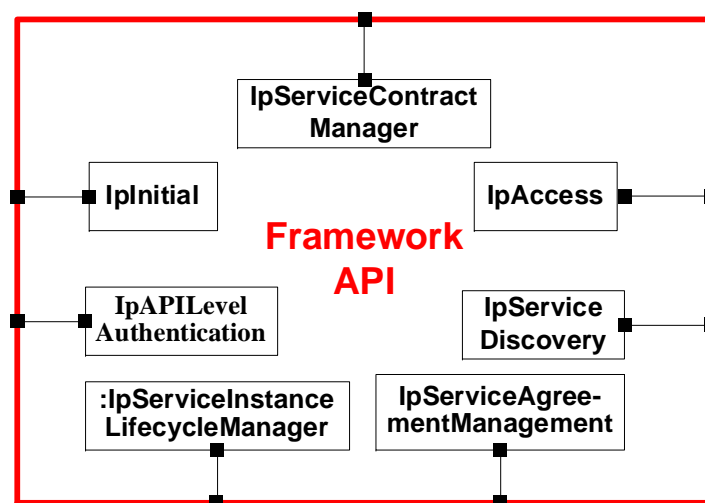 IpServiceContract
Manager
IpInitial
IpAccess
Framework
API
IpAPILevel
Authentication
IpService
Discovery
:IpServiceInstance
LifecycleManager
IpServiceAgree-
mentManagement